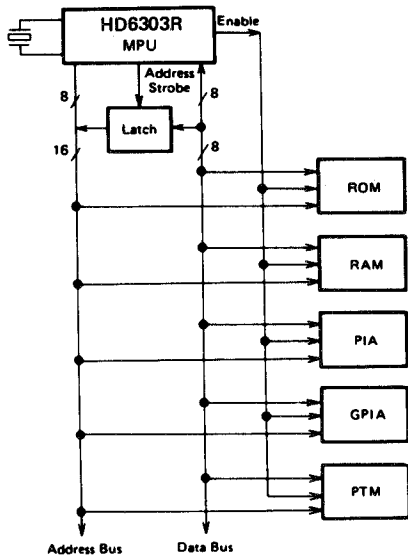 HD6303R
MPU
Enable
Address
Strobe
8
8
Latch
16
8
ROM
RAM
PIA
GPIA
PTM
Address Bus
Data Bus